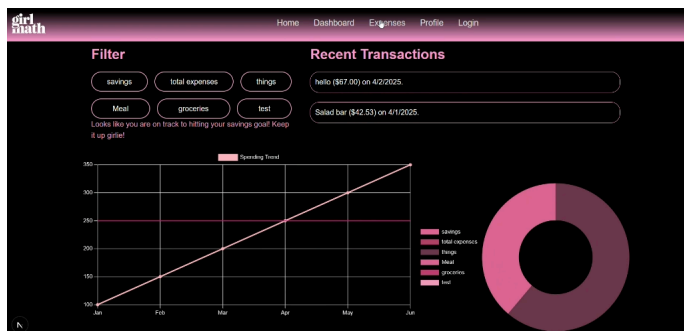 girl
math
Home Dashboard Expenses Profile Login
Filter
savings total expenses things
Meal groceries test
Looks like you are on track to hitting your savings goal! Keep
it up girlie!
Recent Transactions
hello ($67.00) on 4/2/2025.
Salad bar ($42.53) on 4/1/2025.
Spending Trend
350
300
250
200
150
100
Jan Feb Mar Apr May Jun
savings
total expenses
things
Meal
groceries
test
N